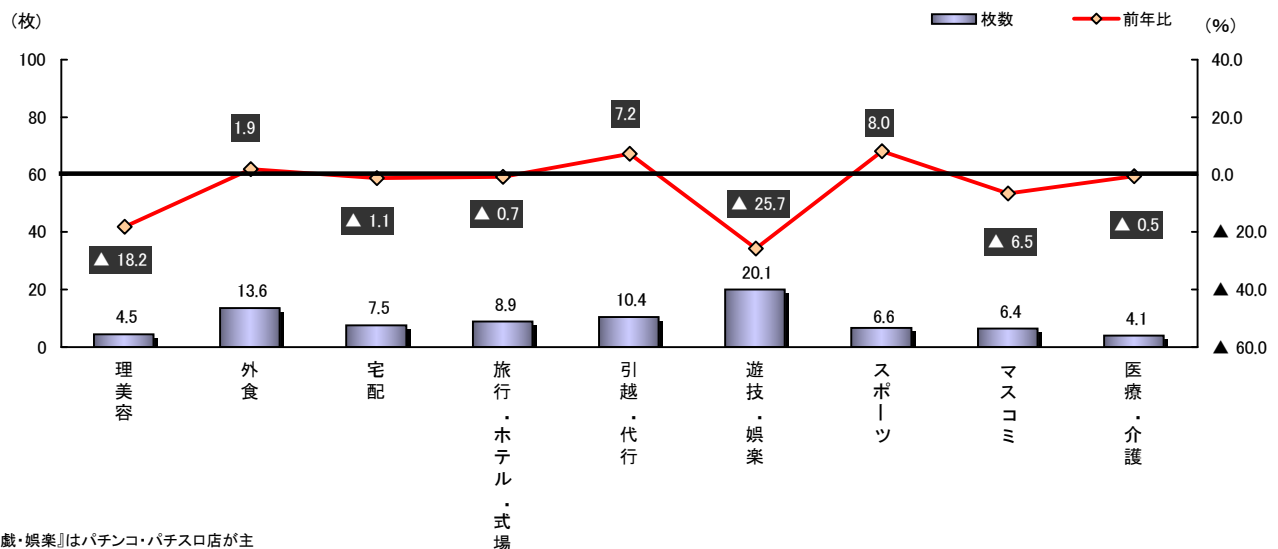 （枚）
枚数
前年比
（%）
100
80
60
40
20
0
40.0
20.0
0.0
▲ 20.0
▲ 40.0
▲ 60.0
▲ 18.2
1.9
▲ 1.1
▲ 0.7
7.2
▲ 25.7
8.0
▲ 6.5
▲ 0.5
4.5
13.6
7.5
8.9
10.4
20.1
6.6
6.4
4.1
理美容
外食
宅配
旅行・ホテル・式場
引越・代行
遊技・娯楽
スポーツ
マスコミ
医療・介護
戯・娯楽』はパチンコ・パチスロ店が主